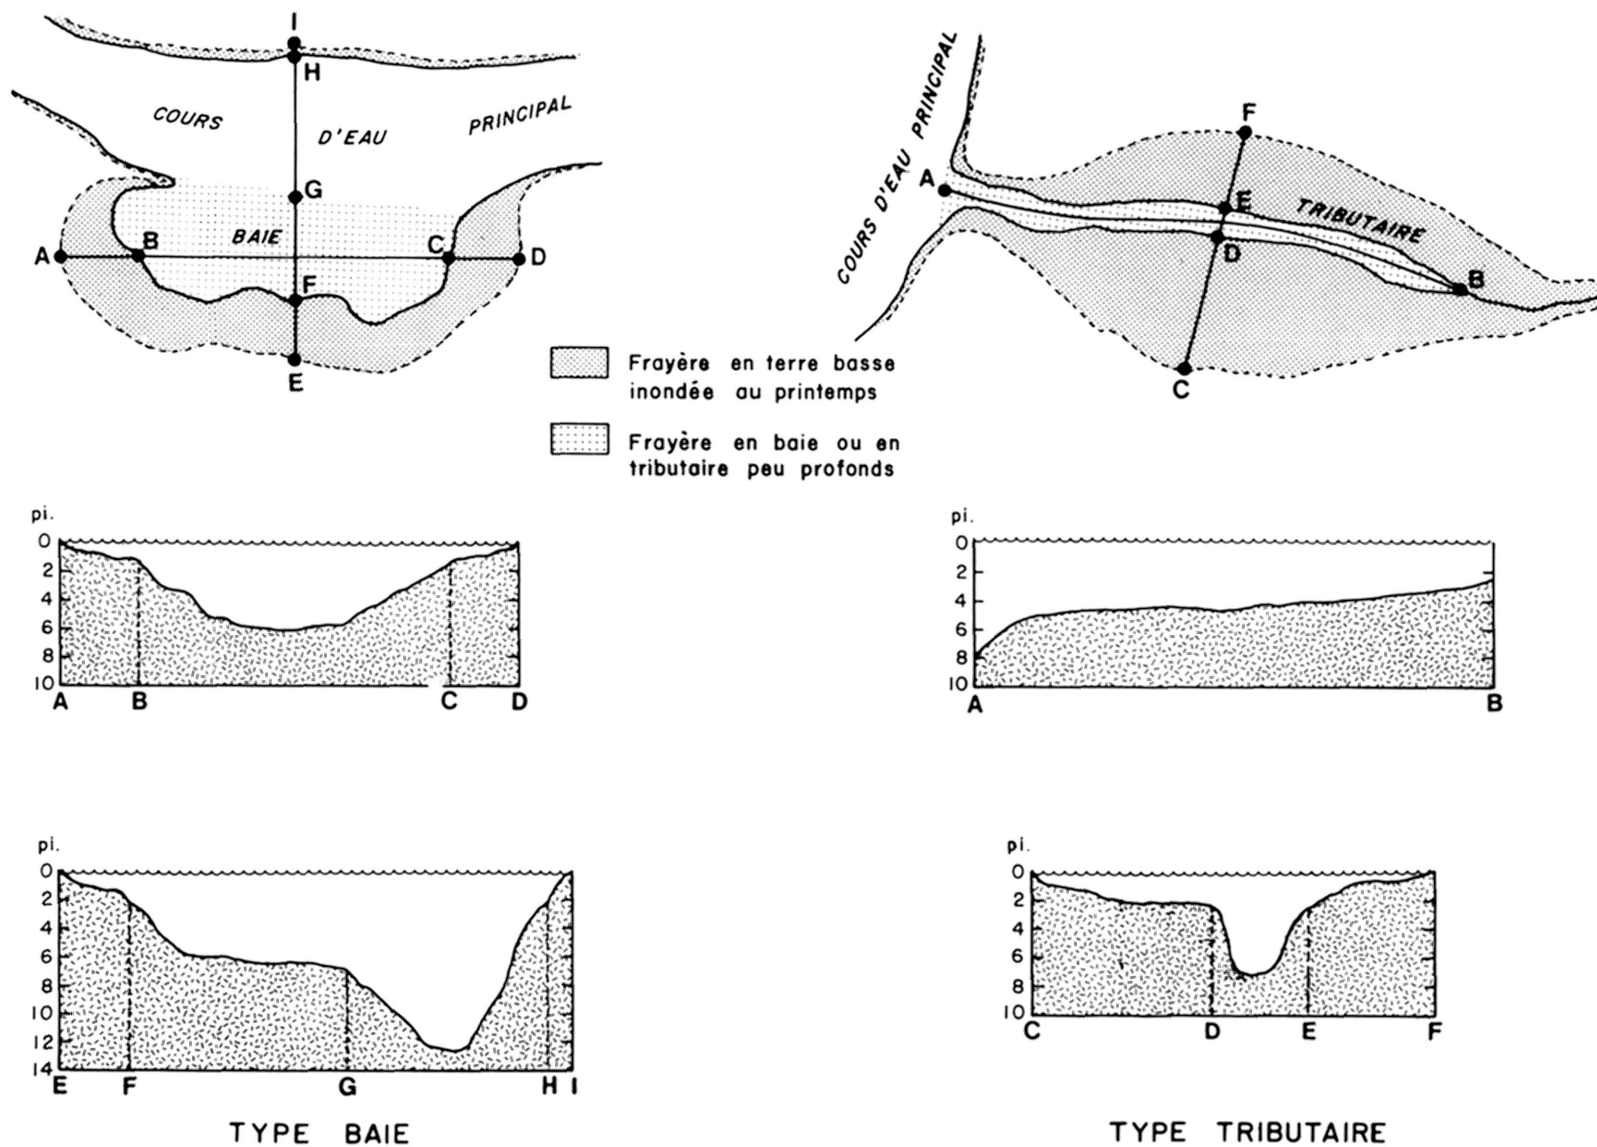 I
H
COURS D'EAU PRINCIPAL
G
BAIE
A B C D
F
E
COURS D'EAU PRINCIPAL
A
F
E
TRIBUTAIRE
D
B
C
Frayère en terre basse
inondée au printemps
Frayère en baie ou en
tributaire peu profonds
pi.
0
2
4
6
8
10
A B C D
pi.
0
2
4
6
8
10
A B
pi.
0
2
4
6
8
10
12
14
E F G H I
TYPE BAIE
pi.
0
2
4
6
8
10
C D E F
TYPE TRIBUTAIRE